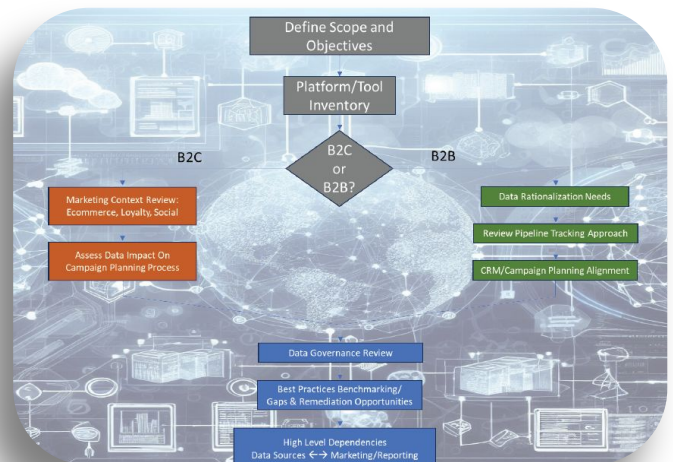 Define Scope and
Objectives
Platform/Tool
Inventory
B2C
or
B2B?
B2C
B2B
Marketing Context Review:
Ecommerce, Loyalty, Social
Assess Data Impact On
Campaign Planning Process
Data Rationalization Needs
Review Pipeline Tracking Approach
CRM/Campaign Planning Alignment
Data Governance Review
Best Practices Benchmarking/
Gaps & Remediation Opportunities
High Level Dependencies
Data Sources ←→ Marketing/Reporting